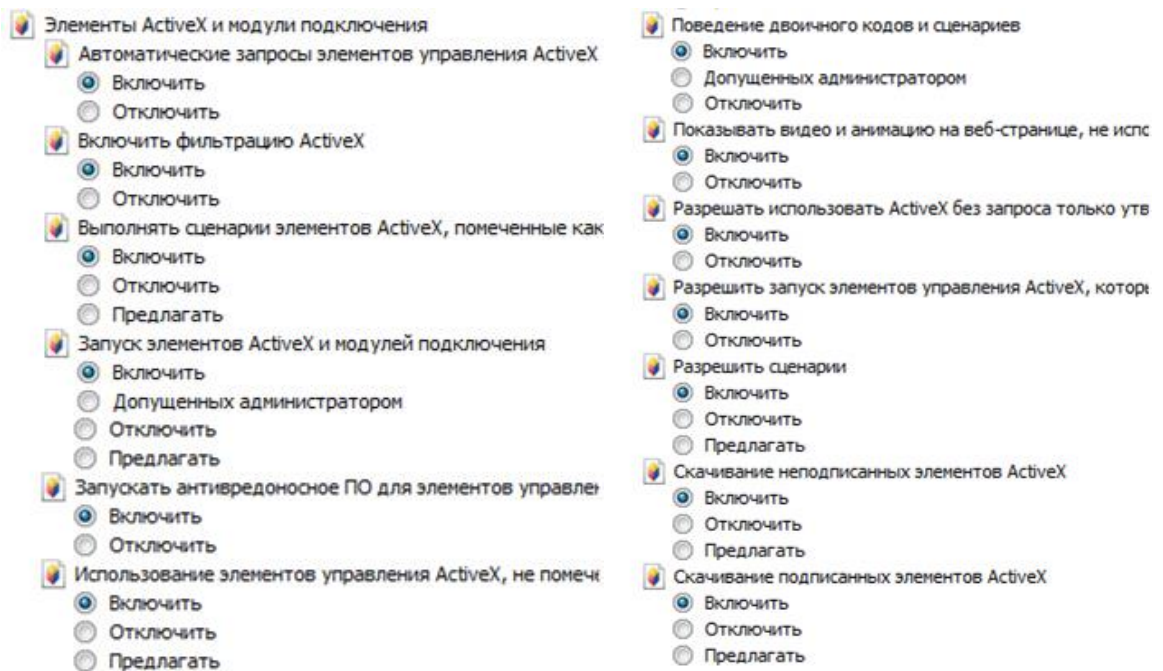 Элементы ActiveX и модули подключения
Автоматические запросы элементов управления ActiveX
Включить
Отключить
Включить фильтрацию ActiveX
Включить
Отключить
Выполнять сценарии элементов ActiveX, помеченные как
Включить
Отключить
Предлагать
Запуск элементов ActiveX и модулей подключения
Включить
Допущенных администратором
Отключить
Предлагать
Запускать антивредоносное ПО для элементов управлен
Включить
Отключить
Использование элементов управления ActiveX, не помече
Включить
Отключить
Предлагать
Поведение двоичного кодов и сценариев
Включить
Допущенных администратором
Отключить
Показывать видео и анимацию на веб-странице, не испо
Включить
Отключить
Разрешать использовать ActiveX без запроса только утв
Включить
Отключить
Разрешить запуск элементов управления ActiveX, которы
Включить
Отключить
Разрешить сценарии
Включить
Отключить
Предлагать
Скачивание неподписанных элементов ActiveX
Включить
Отключить
Предлагать
Скачивание подписанных элементов ActiveX
Включить
Отключить
Предлагать